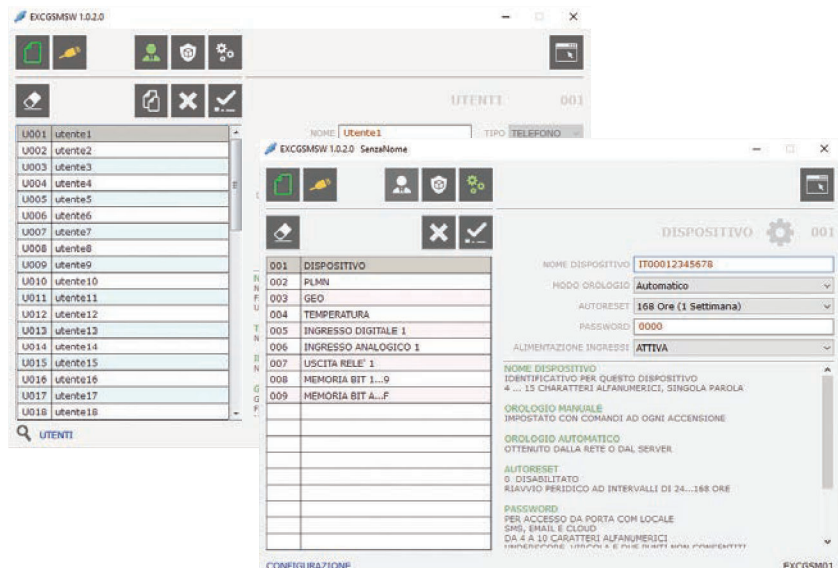 EXCGSMSW 1.0.2.0
UTENTI 001
NOME Utente1 TIPO TELEFONO
U001 utente1
U002 utente2
U003 utente3
U004 utente4
U005 utente5
U006 utente6
U007 utente7
U008 utente8
U009 utente9
U010 utente10
U011 utente11
U012 utente12
U013 utente13
U014 utente14
U015 utente15
U016 utente16
U017 utente17
U018 utente18
UTENTI
EXCGSMSW 1.0.2.0 SenzaNome
DISPOSITIVO 001
001 DISPOSITIVO
002 PLMN
003 GEO
004 TEMPERATURA
005 INGRESSO DIGITALE 1
006 INGRESSO ANALOGICO 1
007 USCITA RELE' 1
008 MEMORIA BIT 1...9
009 MEMORIA BIT A...F
NOME DISPOSITIVO IT00012345678
MODO OROLOGIO Automatico
AUTORESET 168 Ore (1 Settimana)
PASSWORD 0000
ALIMENTAZIONE INGRESSI ATTIVA
NOME DISPOSITIVO
IDENTIFICATIVO PER QUESTO DISPOSITIVO
4 ... 15 CHARATTERI ALFANUMERICI, SINGOLA PAROLA
OROLOGIO MANUALE
IMPOSTATO CON COMANDI AD OGNI ACCENSIONE
OROLOGIO AUTOMATICO
OTTENUTO DALLA RETE O DAL SERVER
AUTORESET
0 DISABILITATO
RIAVVIO PERIDICO AD INTERVALLI DI 24...168 ORE
PASSWORD
PER ACCESSO DA PORTA COM LOCALE
SMS, EMAIL E CLOUD
DA 4 A 10 CARATTERI ALFANUMERICI
UNDERSCORE, VIRGOLA E DUE PUNTI NON CONSENTITI
CONFIGURAZIONE
EXCGSM01